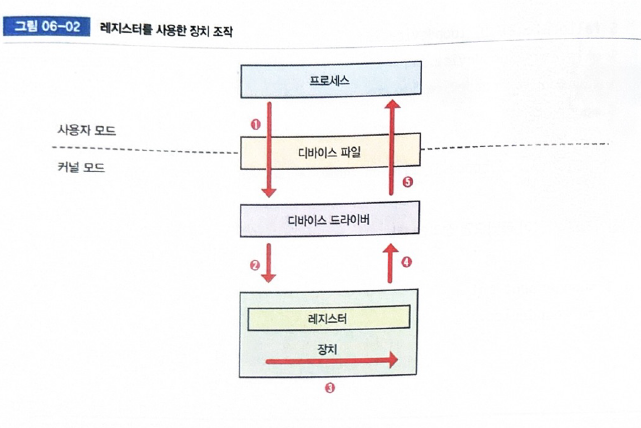 그림 06-02 레지스터를 사용한 장치 조작
프로세스
❶
사용자 모드
디바이스 파일
커널 모드
❺
디바이스 드라이버
❷
❹
레지스터
장치
❸